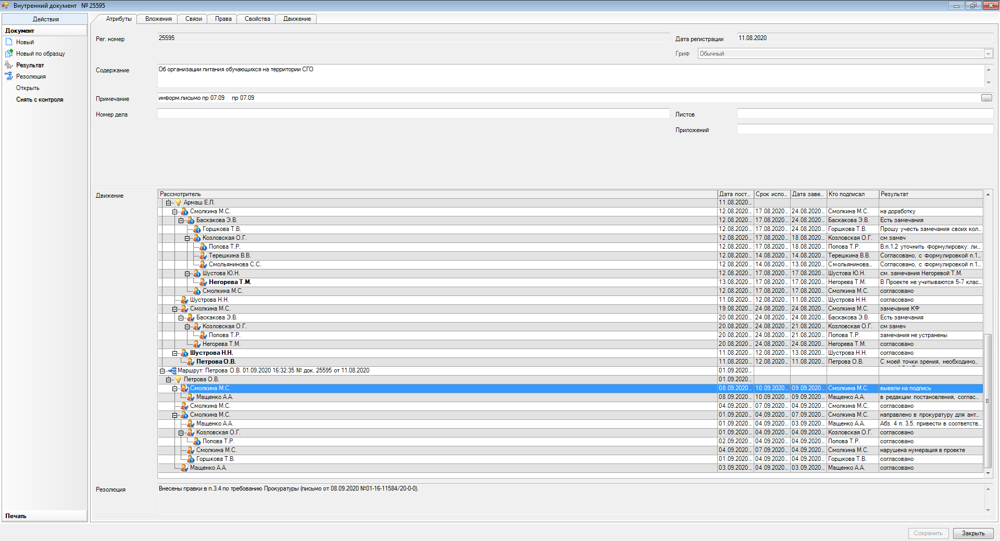 Внутренний документ № 25595
Действия
Документ
Новый
Новый по образцу
Результат
Резолюция
Открыть
Снять с контроля
Печать
Атрибуты Вложения Связи Права Свойства Движение
Рег. номер 25595 Дата регистрации 11.08.2020
Гриф Обычный
Содержание Об организации питания обучающихся на территории СГО
Примечание информ.письмо пр 07.09 пр 07.09 ...
Номер дела Листов
Приложений
Движение
Рассмотритель Дата пост... Срок испо... Дата заве... Кто подписал Результат
Армаш Е.Л. 11.08.2020...
Смолкина М.С. 12.08.2020... 17.08.2020... 24.08.2020... Смолкина М.С. на доработку
Баскакова Э.В. 12.08.2020... 17.08.2020... 24.08.2020... Баскакова Э.В. Есть замечания
Горшкова Т.В. 12.08.2020... 17.08.2020... 24.08.2020... Горшкова Т.В. Прошу учесть замечания своих кол...
Козловская О.Г. 12.08.2020... 17.08.2020... 18.08.2020... Козловская О.Г. см замеч
Попова Т.Р. 12.08.2020... 17.08.2020... 18.08.2020... Попова Т.Р. В.п.1.2 уточнить формулировку: ли...
Терешкина В.В. 12.08.2020... 14.08.2020... 14.08.2020... Терешкина В.В. Согласовано, с формулировкой п.1...
Смольянинова С.С. 12.08.2020... 14.08.2020... 13.08.2020... Смольянинова... Согласовано, с формулировкой п.1...
Шустова Ю.Н. 12.08.2020... 17.08.2020... 17.08.2020... Шустова Ю.Н. см. замечания Негоревой Т.М.
Негорева Т.М. 13.08.2020... 17.08.2020... 17.08.2020... Негорева Т.М. В Проекте не учитываются 5-7 клас...
Смолкина М.С. 12.08.2020... 17.08.2020... 17.08.2020... Смолкина М.С. согласовано
Шустрова Н.Н. 11.08.2020... 12.08.2020... 11.08.2020... Шустрова Н.Н. согласовано
Смолкина М.С. 19.08.2020... 24.08.2020... 24.08.2020... Смолкина М.С. замечание КФ
Баскакова Э.В. 20.08.2020... 24.08.2020... 24.08.2020... Баскакова Э.В. Есть замечания
Козловская О.Г. 20.08.2020... 24.08.2020... 21.08.2020... Козловская О.Г. см замеч
Попова Т.Р. 20.08.2020... 24.08.2020... 21.08.2020... Попова Т.Р. замечания не устранены
Негорева Т.М. 20.08.2020... 24.08.2020... 24.08.2020... Негорева Т.М. согласовано
Шустрова Н.Н. 11.08.2020... 12.08.2020... 13.08.2020... Шустрова Н.Н. согласовано
Петрова О.В. 11.08.2020... 12.08.2020... 11.08.2020... Петрова О.В. С моей точки зрения, необходимо...
Маршрут: Петрова О.В. 01.09.2020 16:32:35 № док. 25595 от 11.08.2020 01.09.2020...
Петрова О.В. 01.09.2020...
Смолкина М.С. 08.09.2020... 10.09.2020... 09.09.2020... Смолкина М.С. вывели на подпись
Мащенко А.А. 08.09.2020... 10.09.2020... 09.09.2020... Мащенко А.А. в редакции постановления, соглас...
Смолкина М.С. 04.09.2020... 07.09.2020... 04.09.2020... Смолкина М.С. согласовано
Смолкина М.С. 01.09.2020... 04.09.2020... 07.09.2020... Смолкина М.С. направлено в прокуратуру для ант...
Мащенко А.А. 01.09.2020... 04.09.2020... 03.09.2020... Мащенко А.А. Абз. 4 п. 3.5. привести в соответств...
Козловская О.Г. 01.09.2020... 04.09.2020... 04.09.2020... Козловская О.Г. согласовано
Попова Т.Р. 02.09.2020... 04.09.2020... 04.09.2020... Попова Т.Р. согласовано
Смолкина М.С. 04.09.2020... 07.09.2020... 04.09.2020... Смолкина М.С. нарушена нумерация в проекте
Горшкова Т.В. 01.09.2020... 04.09.2020... 04.09.2020... Горшкова Т.В. согласовано
Мащенко А.А. 03.09.2020... 04.09.2020... 03.09.2020... Мащенко А.А. согласовано
Резолюция Внесены правки в п.3.4 по требованию Прокуратуры (письмо от 08.09.2020 №01-16-11584/20-0-0).
Сохранить Закрыть